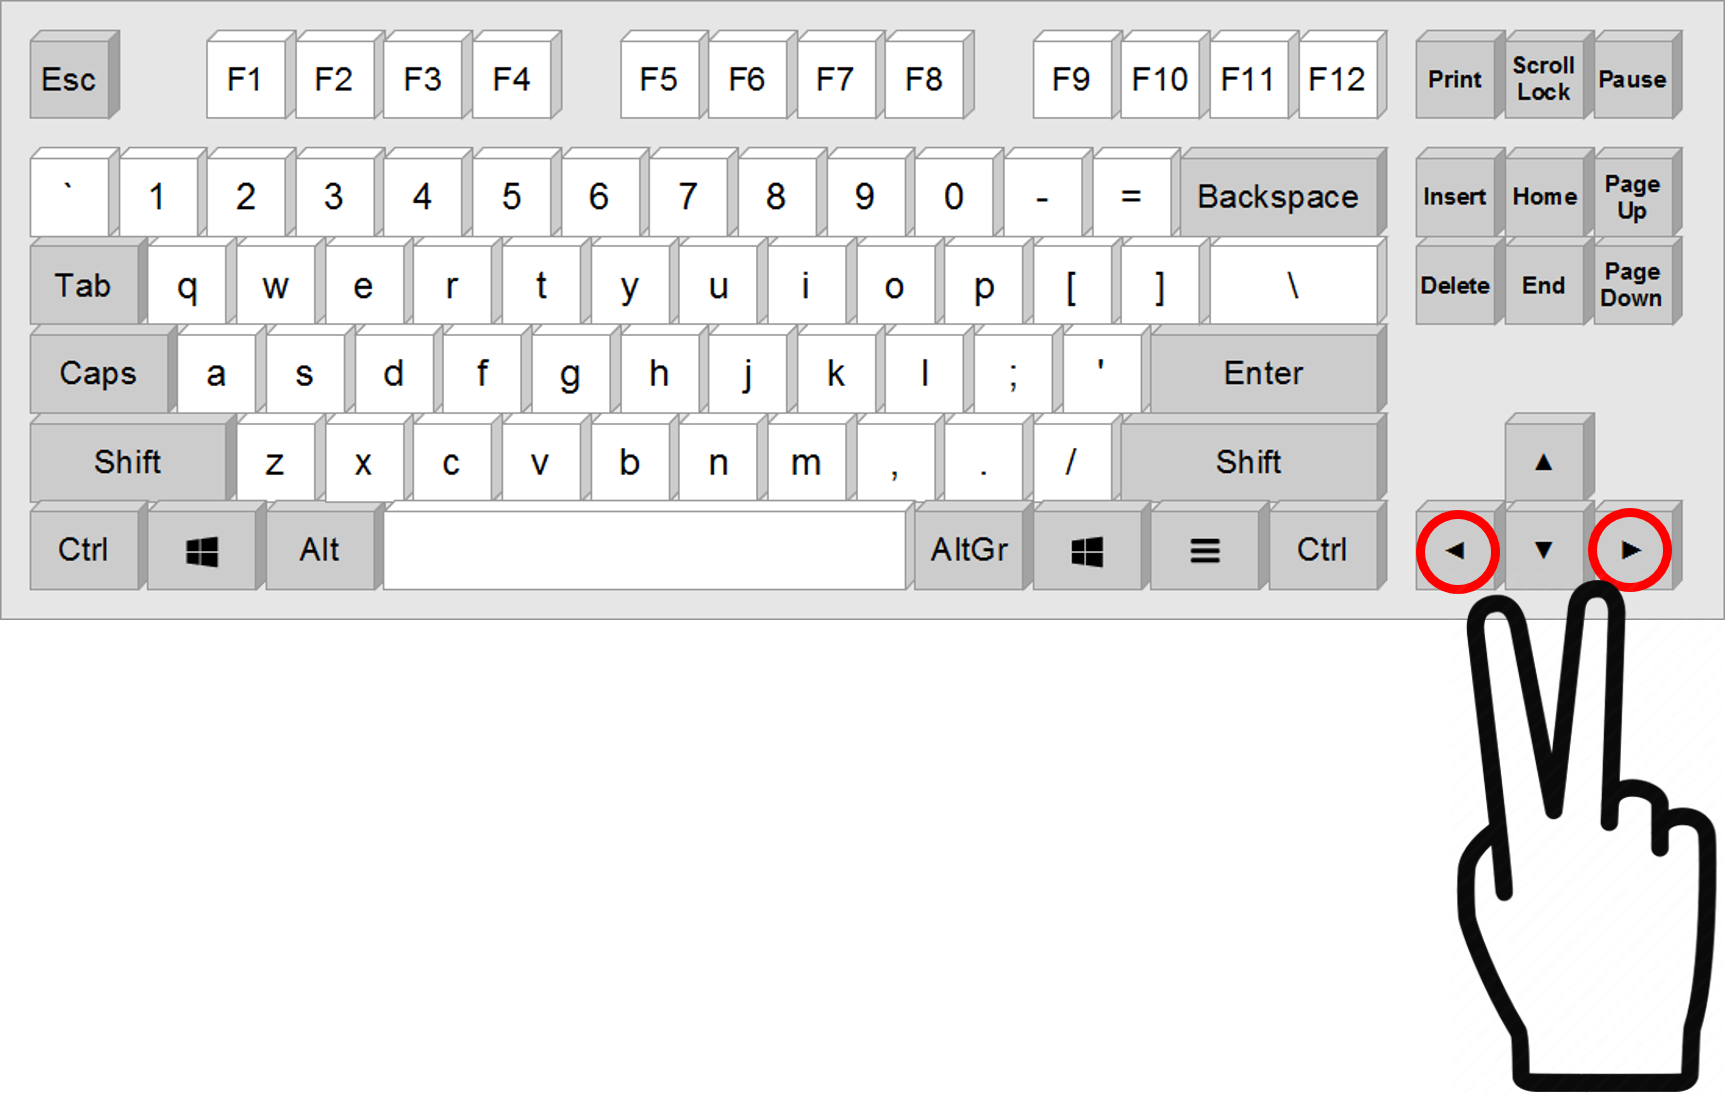 Esc F1 F2 F3 F4 F5 F6 F7 F8 F9 F10 F11 F12 Print Scroll Lock Pause
` 1 2 3 4 5 6 7 8 9 0 - = Backspace Insert Home Page Up
Tab q w e r t y u i o p [ ] \ Delete End Page Down
Caps a s d f g h j k l ; ' Enter
Shift z x c v b n m , . / Shift ▲
Ctrl Alt AltGr Ctrl ◄ ▼ ►